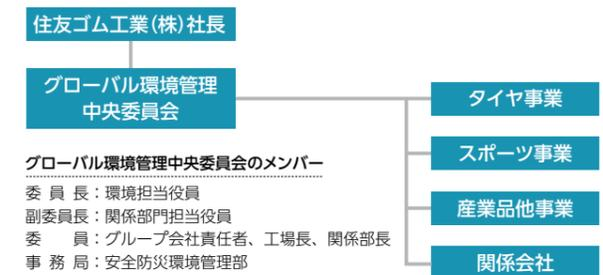 住友ゴム工業(株)社長
グローバル環境管理
中央委員会
タイヤ事業
スポーツ事業
産業品他事業
関係会社
グローバル環境管理中央委員会のメンバー
委員長：環境担当役員
副委員長：関係部門担当役員
委　　員：グループ会社責任者、工場長、関係部長
事務局：安全防災環境管理部